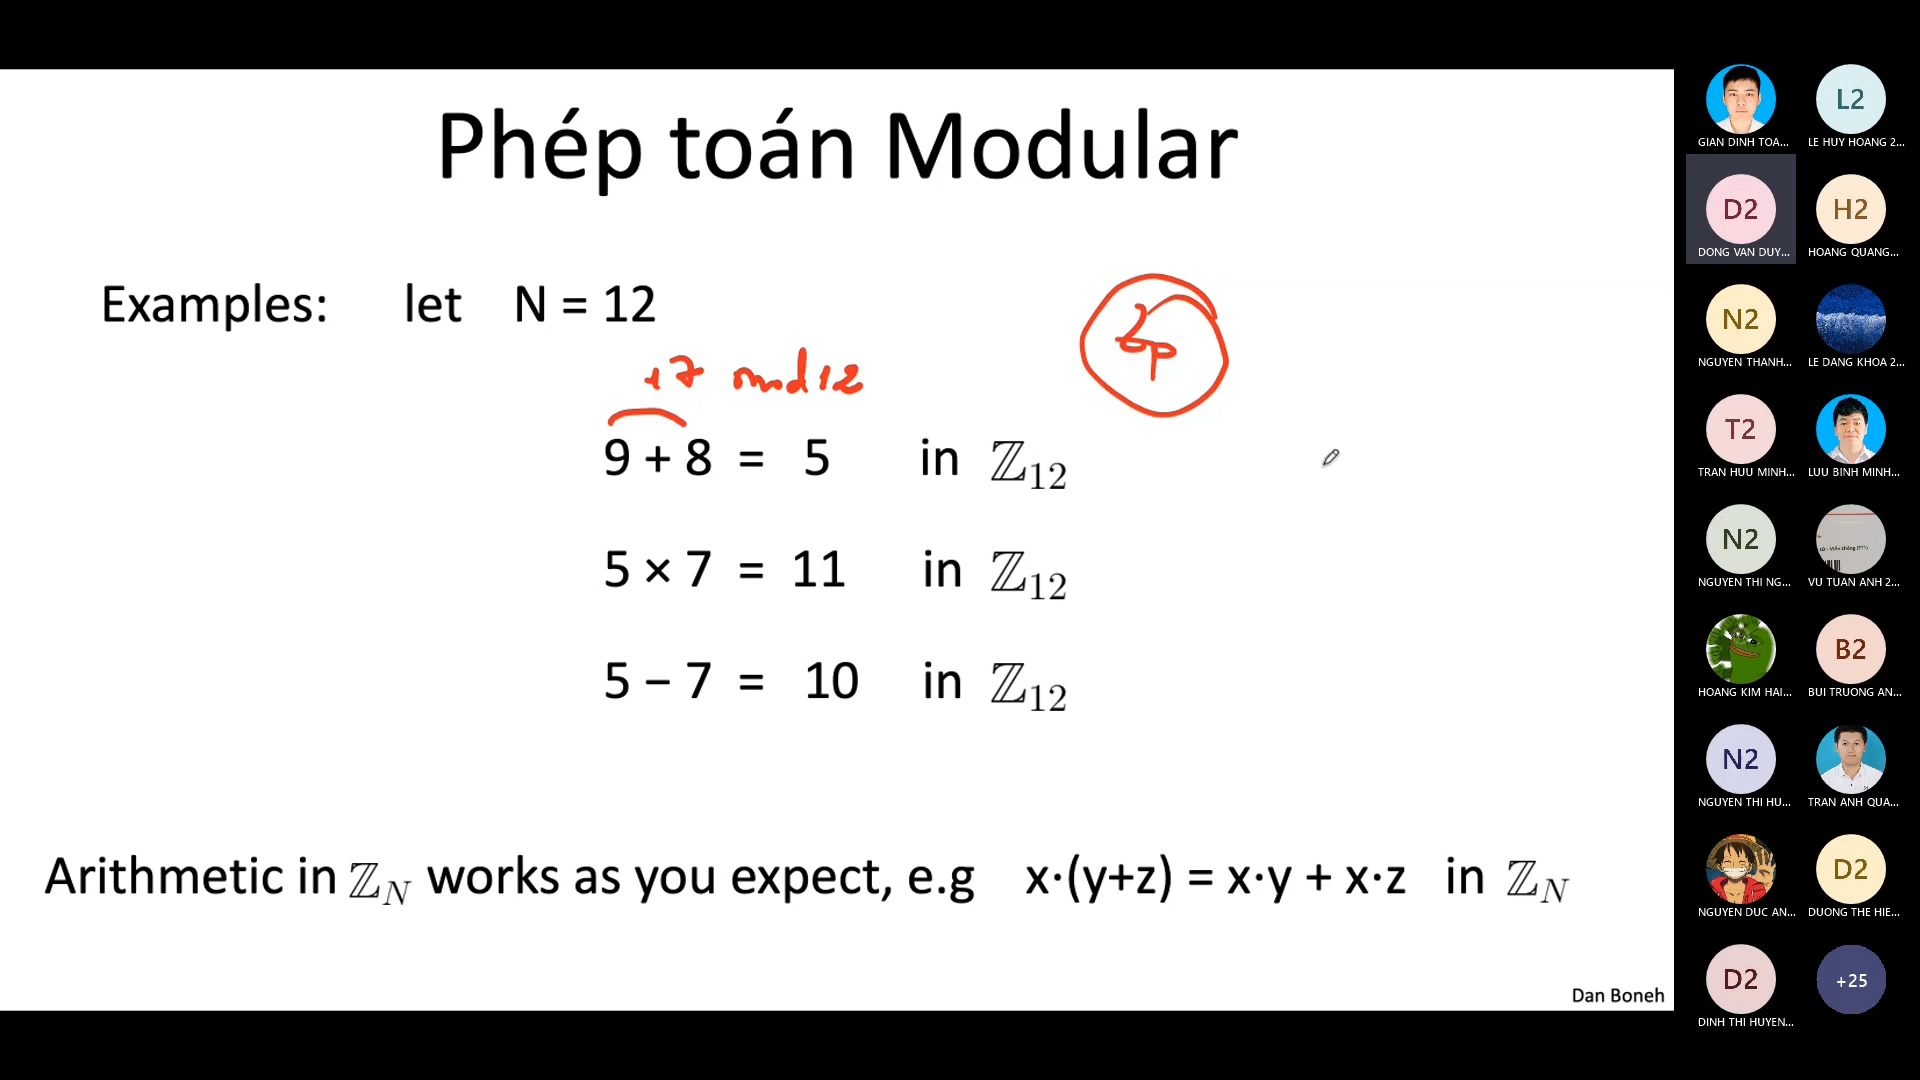 Phép toán Modular
Examples: let N = 12
17 mod 12
Zp
9 + 8 = 5 in ℤ12
5 × 7 = 11 in ℤ12
5 − 7 = 10 in ℤ12
Arithmetic in ℤN works as you expect, e.g x·(y+z) = x·y + x·z in ℤN
Dan Boneh
GIAN DINH TOA...
L2
LE HUY HOANG 2...
D2
DONG VAN DUY...
H2
HOANG QUANG...
N2
NGUYEN THANH...
LE DANG KHOA 2...
T2
TRAN HUU MINH...
LUU BINH MINH...
N2
NGUYEN THI NG...
VU TUAN ANH 2...
HOANG KIM HAI...
B2
BUI TRUONG AN...
N2
NGUYEN THI HU...
TRAN ANH QUA...
NGUYEN DUC AN...
D2
DUONG THE HIE...
D2
DINH THI HUYEN...
+25